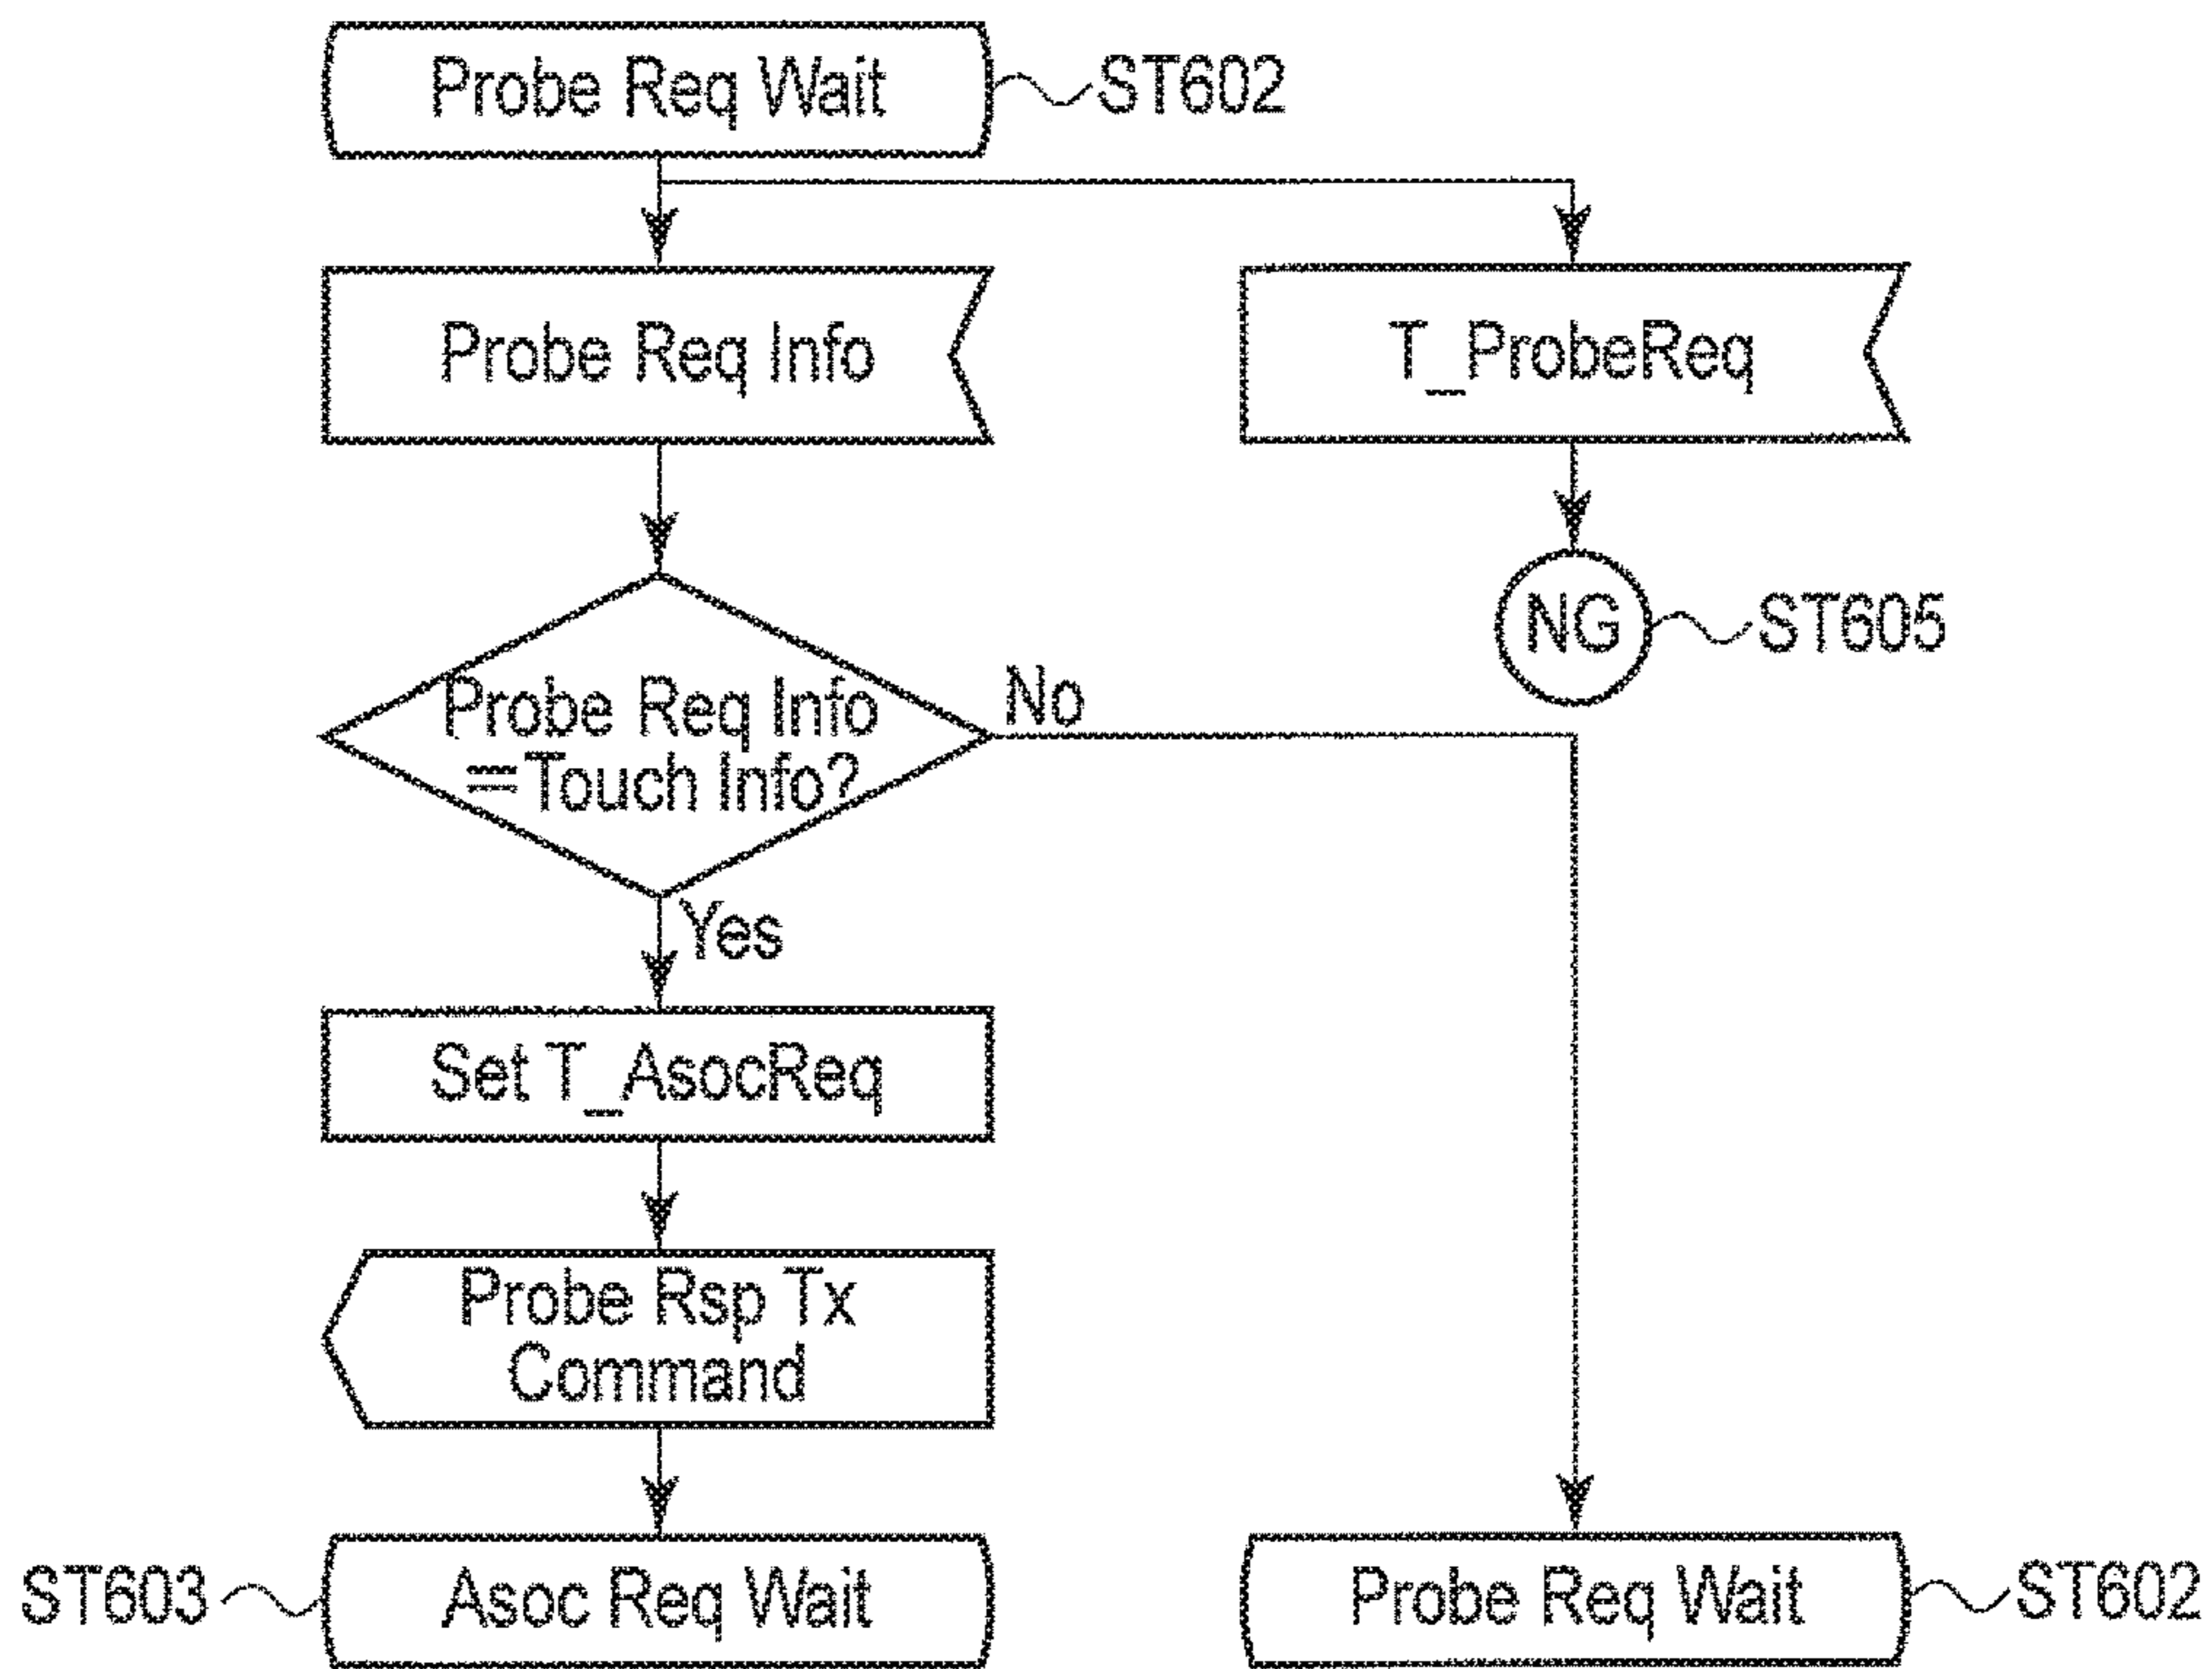 Probe Req Wait
ST602
Probe Req Info
T_ProbeReq
NG
ST605
Probe Req Info
=Touch Info?
No
Yes
Set T_AsocReq
Probe Rsp Tx
Command
ST603
Asoc Req Wait
Probe Req Wait
ST602